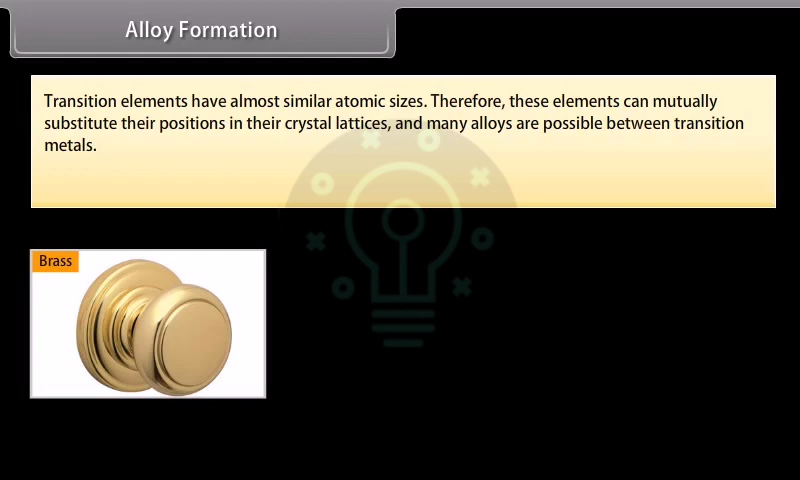 Alloy Formation
Transition elements have almost similar atomic sizes. Therefore, these elements can mutually
substitute their positions in their crystal lattices, and many alloys are possible between transition
metals.
Brass